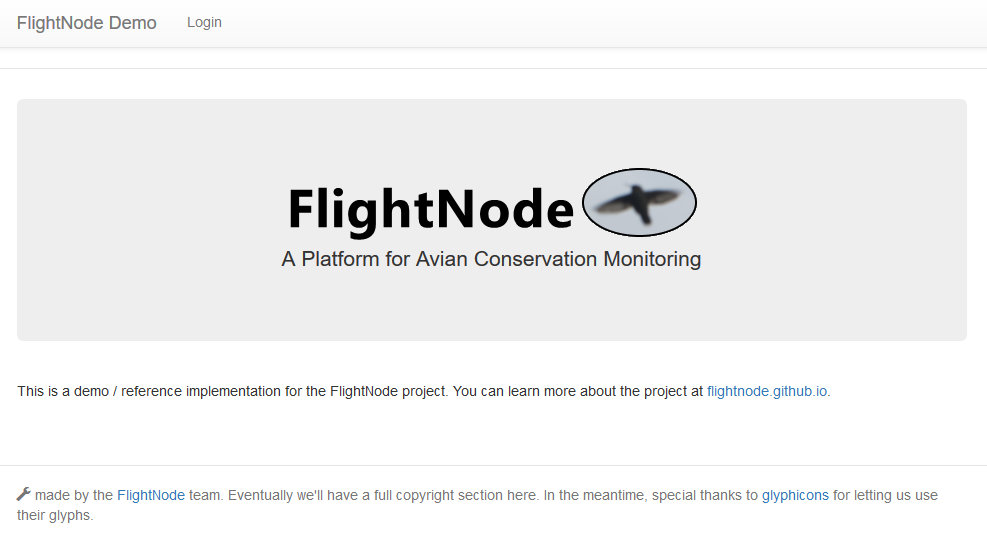 FlightNode Demo Login
FlightNode
A Platform for Avian Conservation Monitoring
This is a demo / reference implementation for the FlightNode project. You can learn more about the project at flightnode.github.io.
made by the FlightNode team. Eventually we'll have a full copyright section here. In the meantime, special thanks to glyphicons for letting us use
their glyphs.